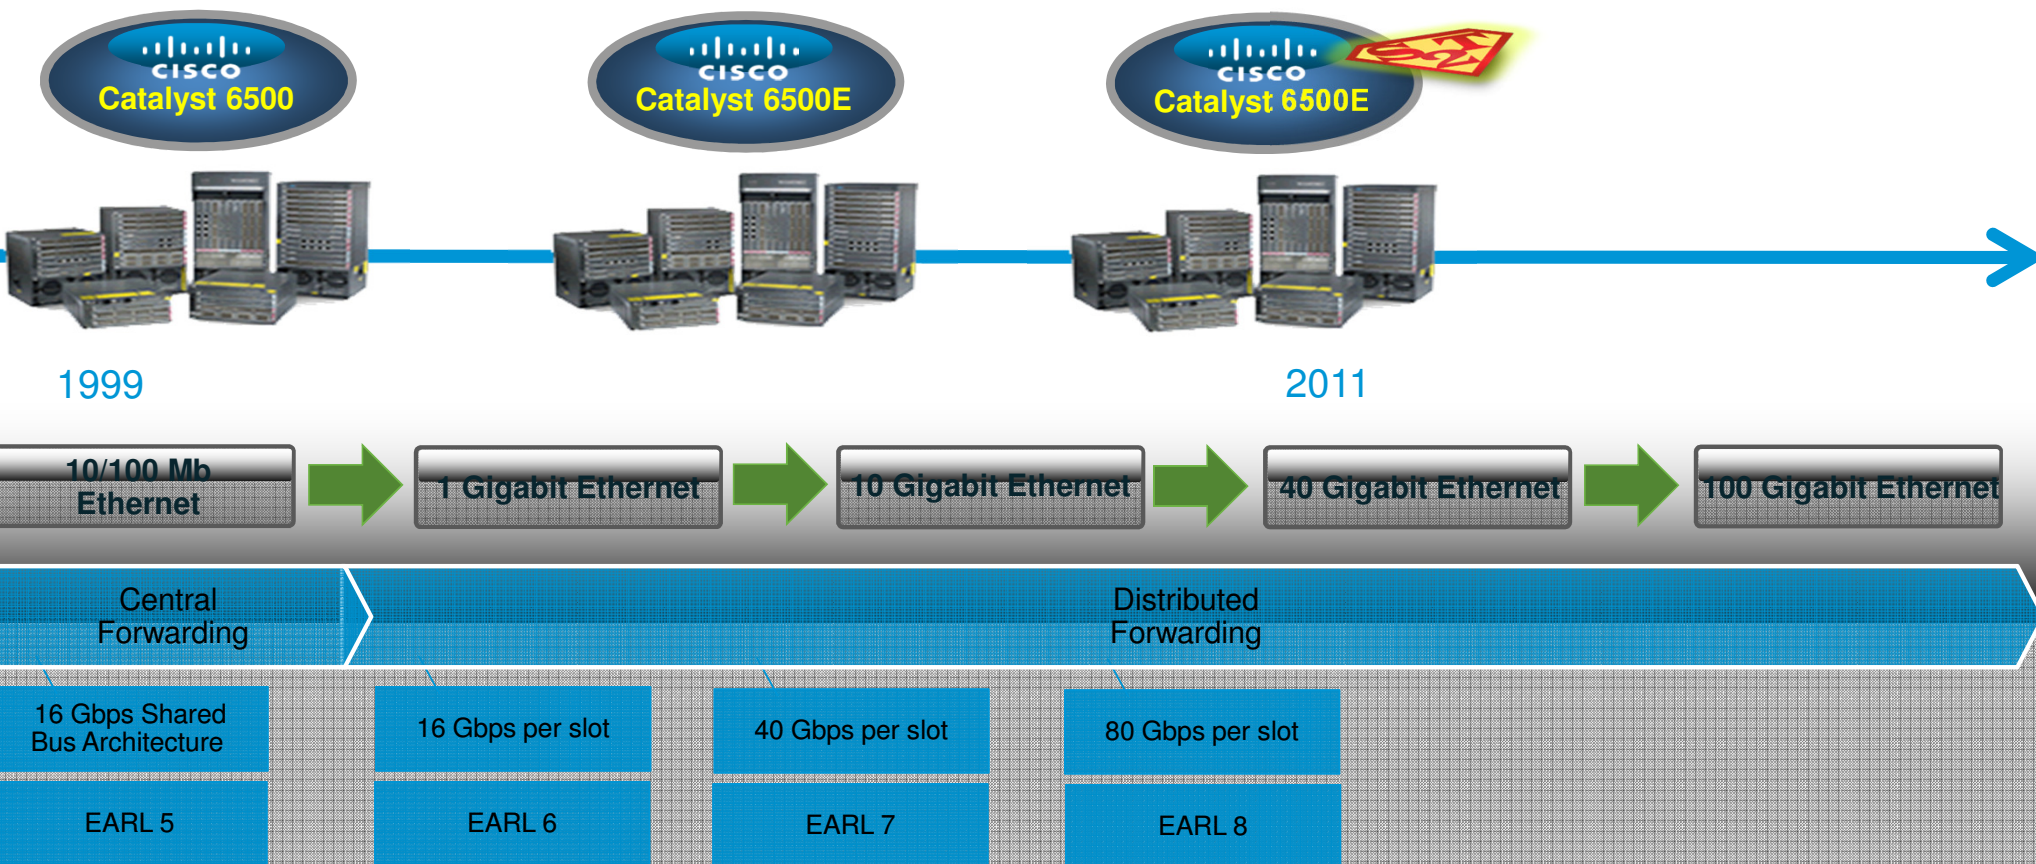 CISCO
Catalyst 6500
CISCO
Catalyst 6500E
CISCO
Catalyst 6500E
S2T
1999
2011
10/100 Mb
Ethernet
1 Gigabit Ethernet
10 Gigabit Ethernet
40 Gigabit Ethernet
100 Gigabit Ethernet
Central
Forwarding
Distributed
Forwarding
16 Gbps Shared
Bus Architecture
16 Gbps per slot
40 Gbps per slot
80 Gbps per slot
EARL 5
EARL 6
EARL 7
EARL 8